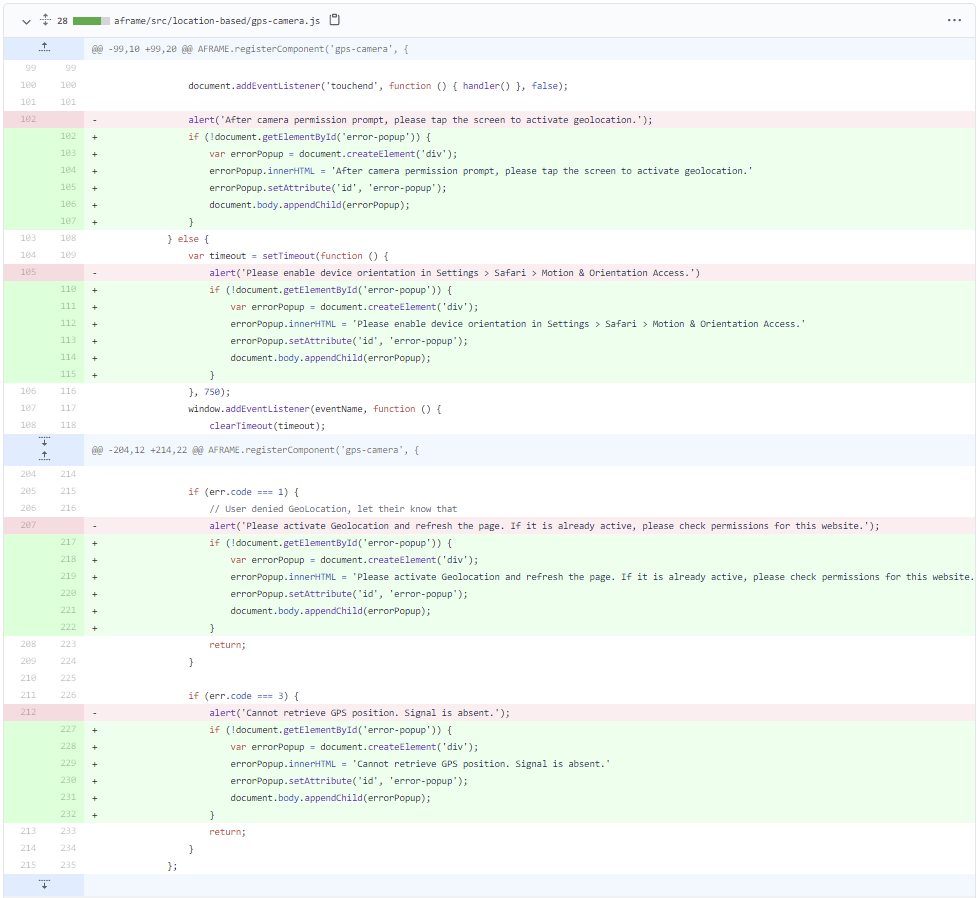 28 aframe/src/location-based/gps-camera.js
@@ -99,10 +99,20 @@ AFRAME.registerComponent('gps-camera', {
99 99
100 100 document.addEventListener('touchend', function () { handler() }, false);
101 101
102 - alert('After camera permission prompt, please tap the screen to activate geolocation.');
102 + if (!document.getElementById('error-popup')) {
103 + var errorPopup = document.createElement('div');
104 + errorPopup.innerHTML = 'After camera permission prompt, please tap the screen to activate geolocation.'
105 + errorPopup.setAttribute('id', 'error-popup');
106 + document.body.appendChild(errorPopup);
107 + }
103 108 } else {
104 109 var timeout = setTimeout(function () {
105 - alert('Please enable device orientation in Settings > Safari > Motion & Orientation Access.')
110 + if (!document.getElementById('error-popup')) {
111 + var errorPopup = document.createElement('div');
112 + errorPopup.innerHTML = 'Please enable device orientation in Settings > Safari > Motion & Orientation Access.'
113 + errorPopup.setAttribute('id', 'error-popup');
114 + document.body.appendChild(errorPopup);
115 + }
106 116 }, 750);
107 117 window.addEventListener(eventName, function () {
108 118 clearTimeout(timeout);
@@ -204,12 +214,22 @@ AFRAME.registerComponent('gps-camera', {
204 214
205 215 if (err.code === 1) {
206 216 // User denied GeoLocation, let their know that
207 - alert('Please activate Geolocation and refresh the page. If it is already active, please check permissions for this website.');
217 + if (!document.getElementById('error-popup')) {
218 + var errorPopup = document.createElement('div');
219 + errorPopup.innerHTML = 'Please activate Geolocation and refresh the page. If it is already active, please check permissions for this website.
220 + errorPopup.setAttribute('id', 'error-popup');
221 + document.body.appendChild(errorPopup);
222 + }
208 223 return;
209 224 }
210 225
211 226 if (err.code === 3) {
212 - alert('Cannot retrieve GPS position. Signal is absent.');
227 + if (!document.getElementById('error-popup')) {
228 + var errorPopup = document.createElement('div');
229 + errorPopup.innerHTML = 'Cannot retrieve GPS position. Signal is absent.'
230 + errorPopup.setAttribute('id', 'error-popup');
231 + document.body.appendChild(errorPopup);
232 + }
213 233 return;
214 234 }
215 235 };